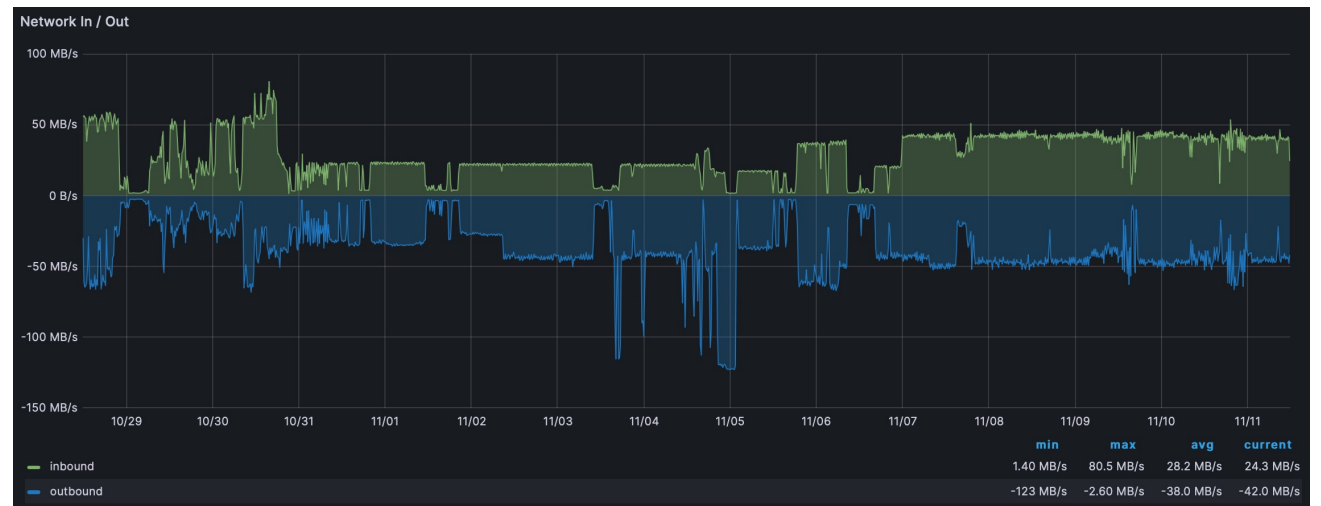 Network In / Out
100 MB/s
50 MB/s
0 B/s
-50 MB/s
-100 MB/s
-150 MB/s
10/29 10/30 10/31 11/01 11/02 11/03 11/04 11/05 11/06 11/07 11/08 11/09 11/10 11/11
min max avg current
inbound 1.40 MB/s 80.5 MB/s 28.2 MB/s 24.3 MB/s
outbound -123 MB/s -2.60 MB/s -38.0 MB/s -42.0 MB/s